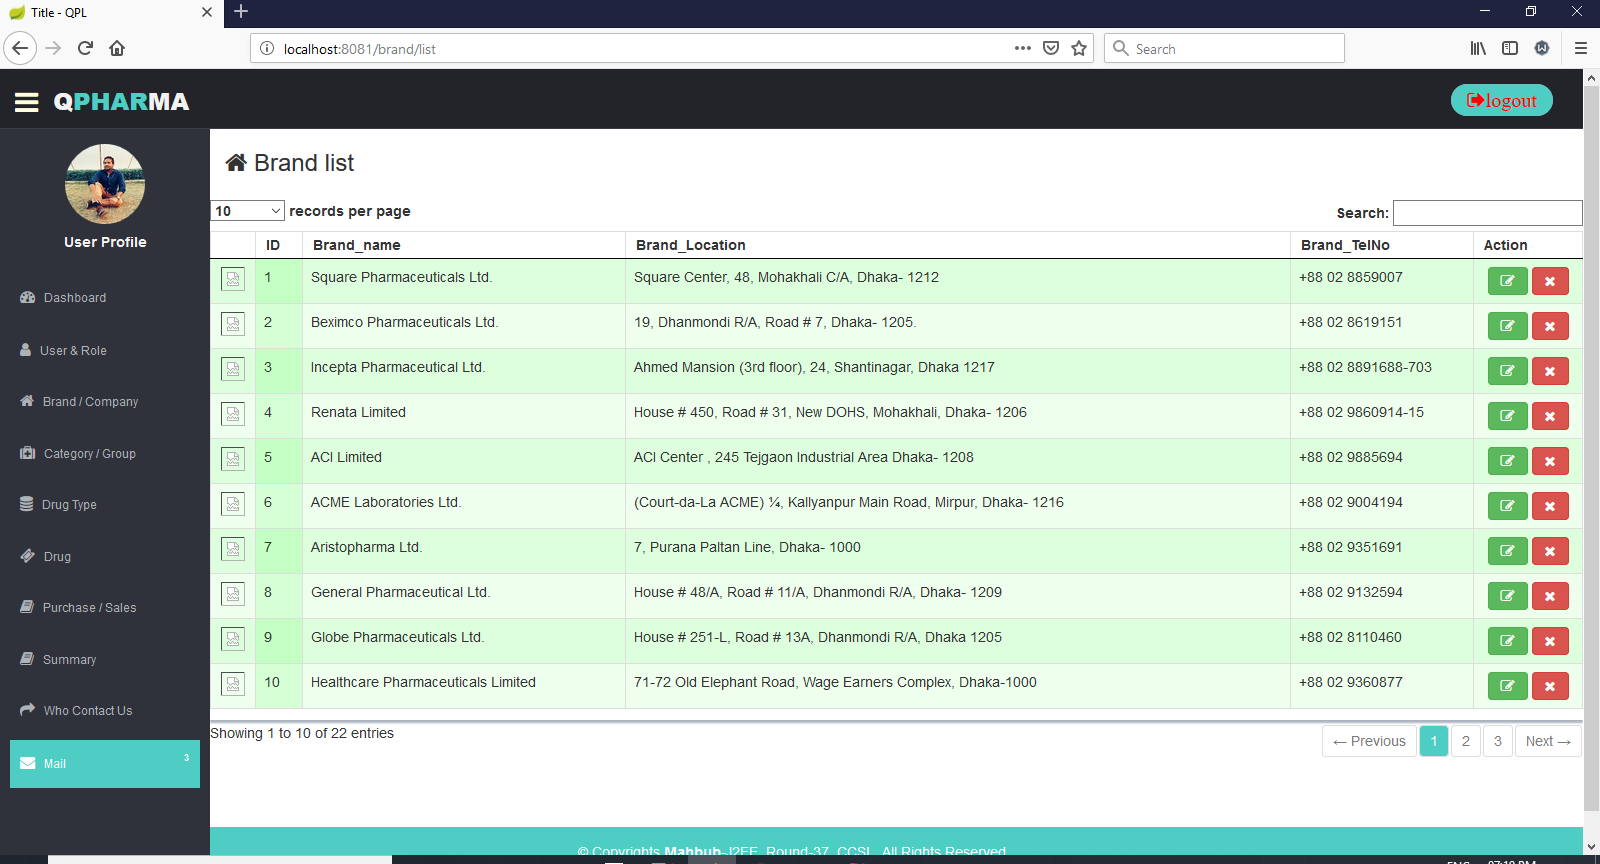 Title - QPL
localhost:8081/brand/list
Search
QPHARMA
logout
User Profile
Dashboard
User & Role
Brand / Company
Category / Group
Drug Type
Drug
Purchase / Sales
Summary
Who Contact Us
Mail 3
Brand list
10 records per page
Search:
ID Brand_name Brand_Location Brand_TelNo Action
1 Square Pharmaceuticals Ltd. Square Center, 48, Mohakhali C/A, Dhaka- 1212 +88 02 8859007
2 Beximco Pharmaceuticals Ltd. 19, Dhanmondi R/A, Road # 7, Dhaka- 1205. +88 02 8619151
3 Incepta Pharmaceutical Ltd. Ahmed Mansion (3rd floor), 24, Shantinagar, Dhaka 1217 +88 02 8891688-703
4 Renata Limited House # 450, Road # 31, New DOHS, Mohakhali, Dhaka- 1206 +88 02 9860914-15
5 ACI Limited ACI Center , 245 Tejgaon Industrial Area Dhaka- 1208 +88 02 9885694
6 ACME Laboratories Ltd. (Court-da-La ACME) ¼, Kallyanpur Main Road, Mirpur, Dhaka- 1216 +88 02 9004194
7 Aristopharma Ltd. 7, Purana Paltan Line, Dhaka- 1000 +88 02 9351691
8 General Pharmaceutical Ltd. House # 48/A, Road # 11/A, Dhanmondi R/A, Dhaka- 1209 +88 02 9132594
9 Globe Pharmaceuticals Ltd. House # 251-L, Road # 13A, Dhanmondi R/A, Dhaka 1205 +88 02 8110460
10 Healthcare Pharmaceuticals Limited 71-72 Old Elephant Road, Wage Earners Complex, Dhaka-1000 +88 02 9360877
Showing 1 to 10 of 22 entries
← Previous 1 2 3 Next →
© Copyrights Mahbub-J2EE, Round-37, CCSL. All Rights Reserved